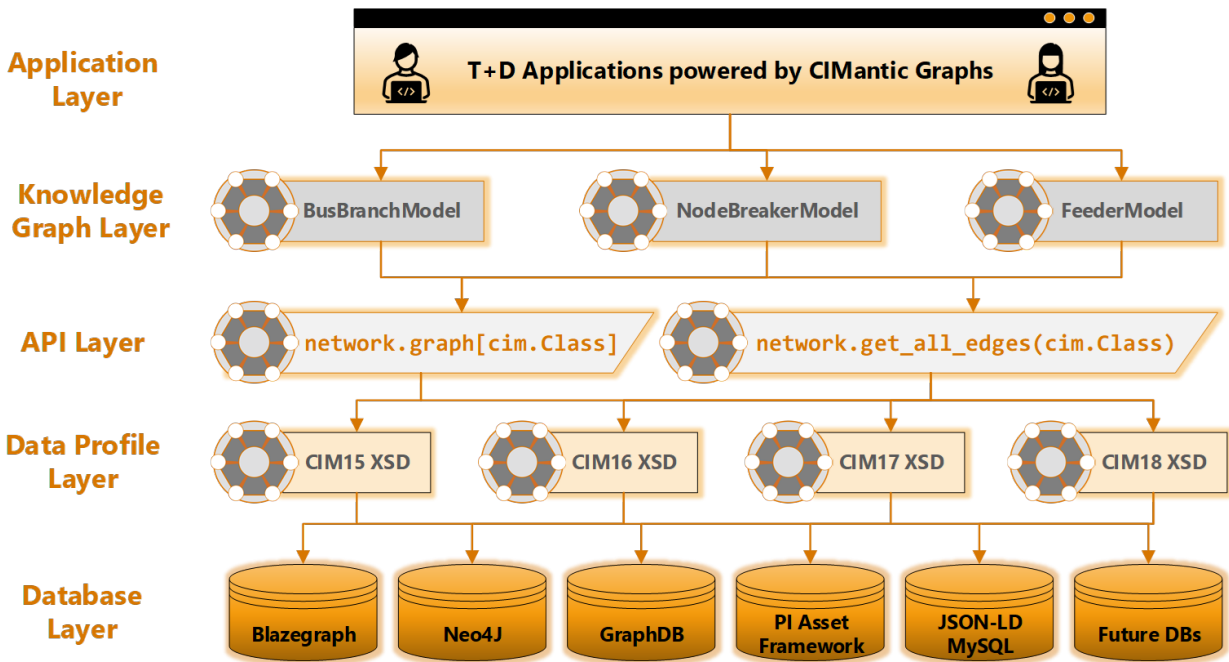 Application
Layer
</>
T+D Applications powered by CIMantic Graphs
</>
Knowledge
Graph Layer
BusBranchModel
NodeBreakerModel
FeederModel
API Layer
network.graph[cim.Class]
network.get_all_edges(cim.Class)
Data Profile
Layer
CIM15 XSD
CIM16 XSD
CIM17 XSD
CIM18 XSD
Database
Layer
Blazegraph
Neo4J
GraphDB
PI Asset
Framework
JSON-LD
MySQL
Future DBs